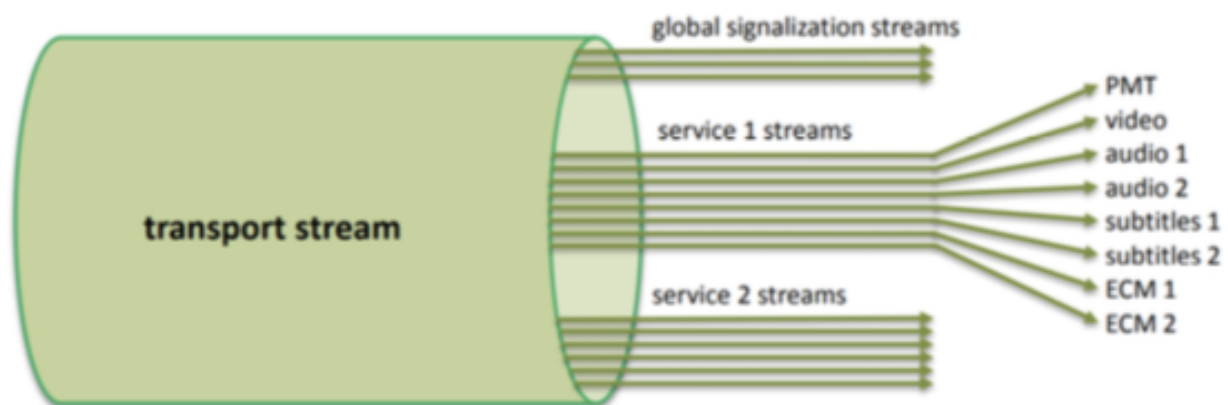 global signalization streams
PMT
video
service 1 streams
audio 1
audio 2
transport stream
subtitles 1
subtitles 2
ECM 1
service 2 streams
ECM 2